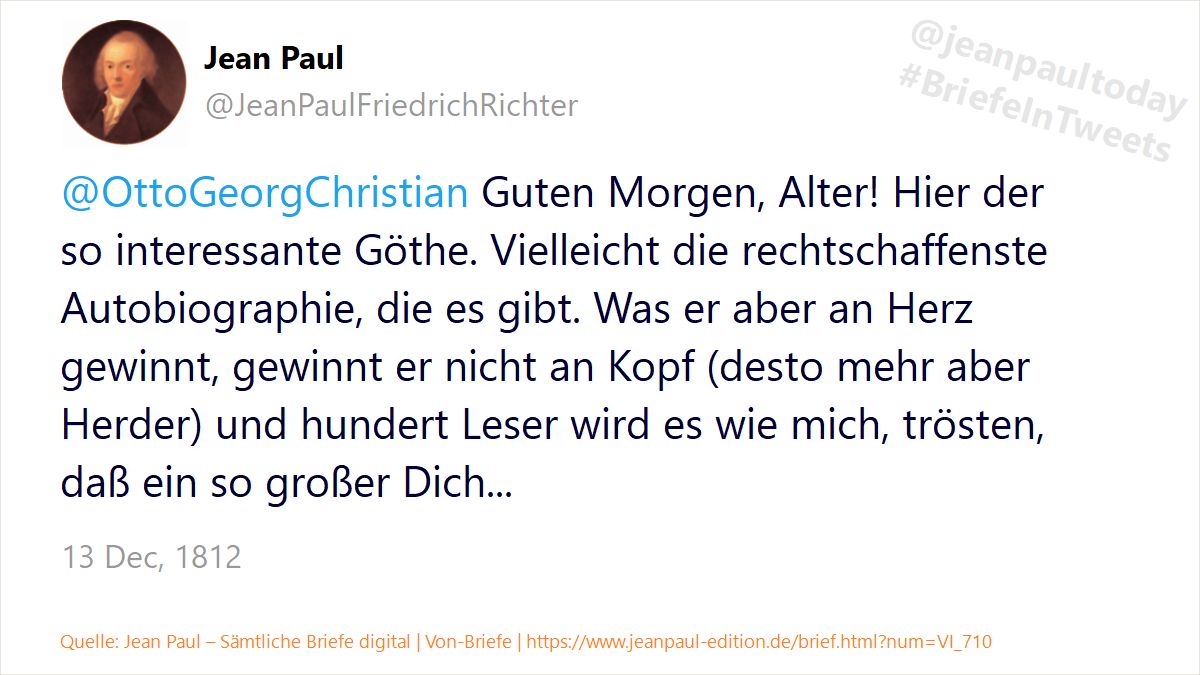 Jean Paul
@JeanPaulFriedrichRichter
@jeanpaultoday
#BriefeInTweets
@OttoGeorgChristian Guten Morgen, Alter! Hier der
so interessante Göthe. Vielleicht die rechtschaffenste
Autobiographie, die es gibt. Was er aber an Herz
gewinnt, gewinnt er nicht an Kopf (desto mehr aber
Herder) und hundert Leser wird es wie mich, trösten,
daß ein so großer Dich...
13 Dec, 1812
Quelle: Jean Paul – Sämtliche Briefe digital | Von-Briefe | https://www.jeanpaul-edition.de/brief.html?num=VI_710